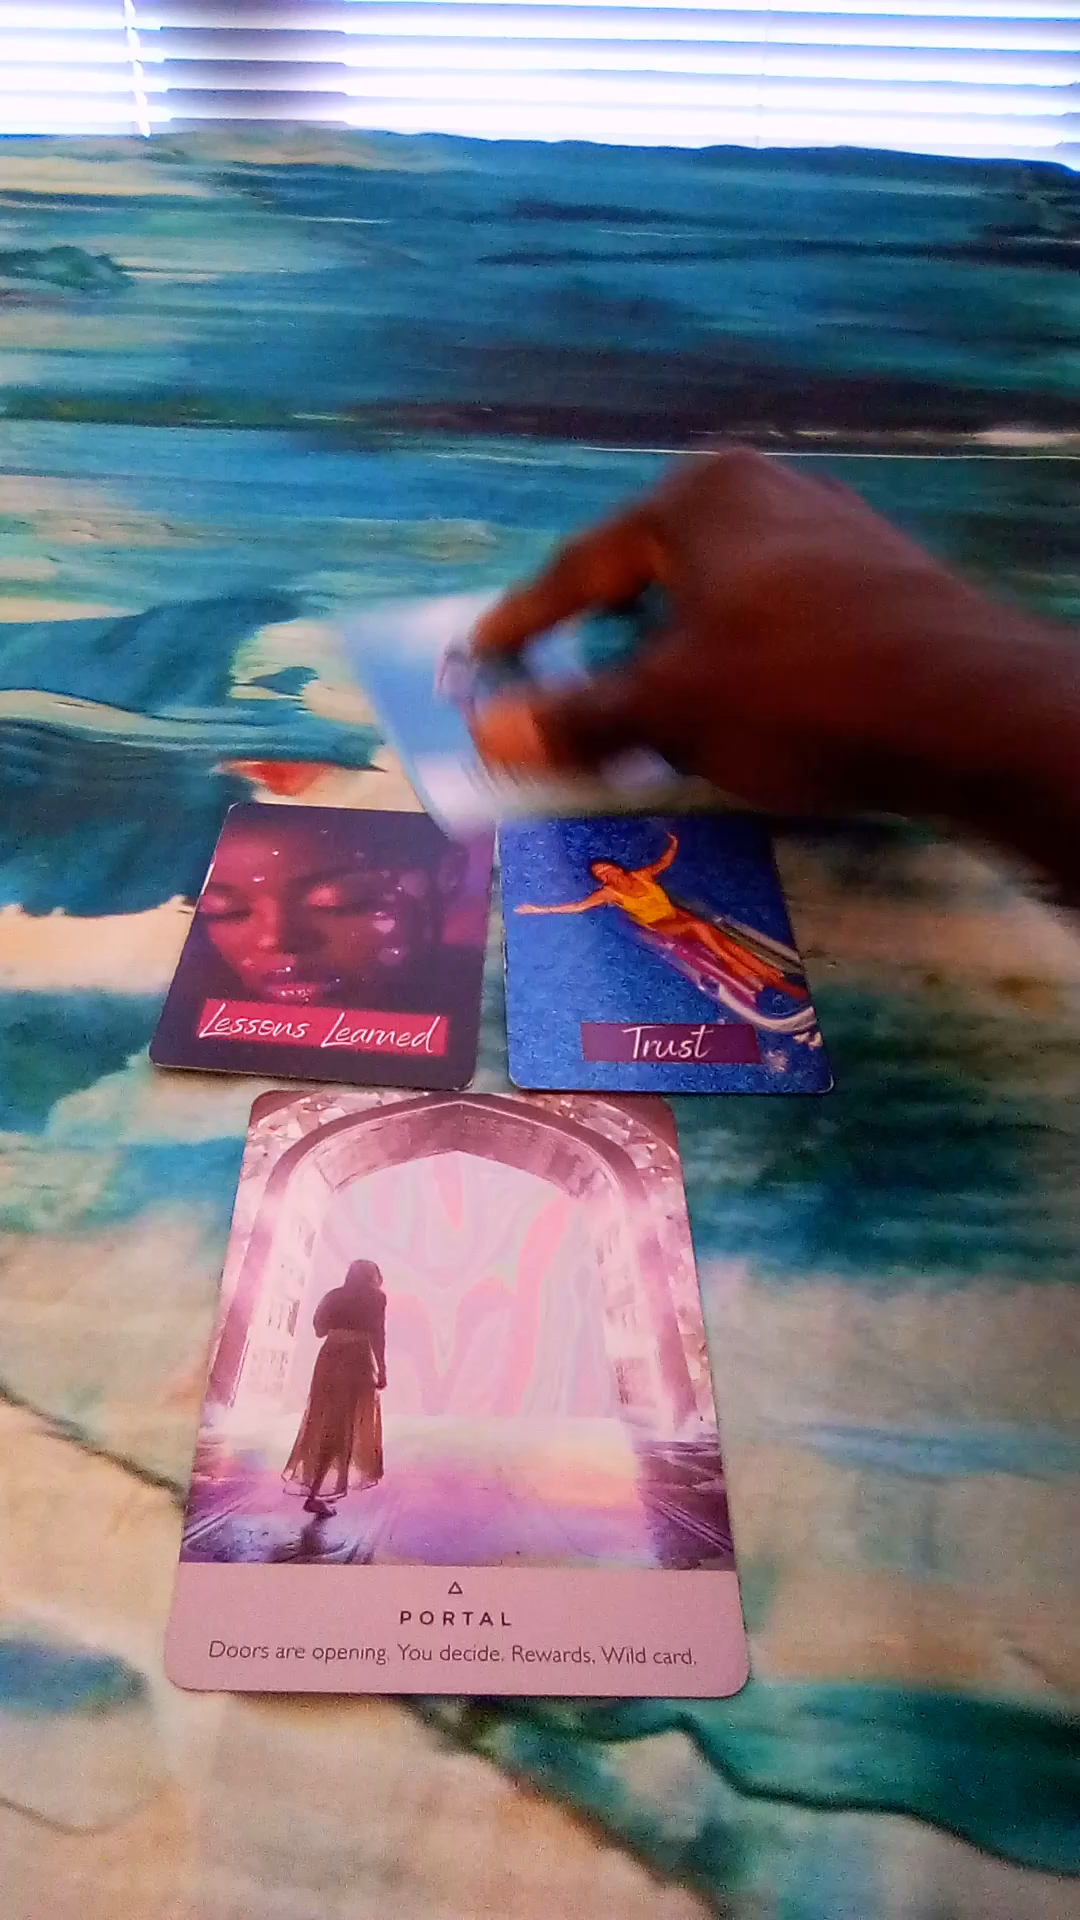 Lessons Learned
Trust
PORTAL
Doors are opening. You decide. Rewards. Wild card.